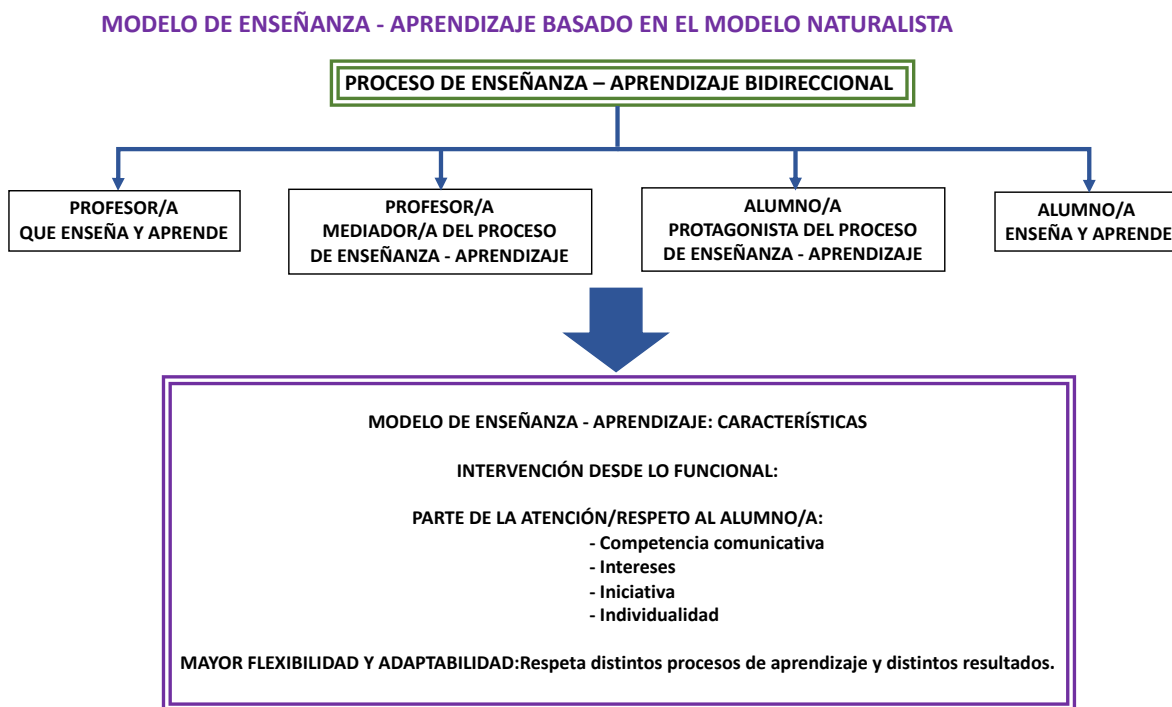 MODELO DE ENSEÑANZA - APRENDIZAJE BASADO EN EL MODELO NATURALISTA
PROCESO DE ENSEÑANZA – APRENDIZAJE BIDIRECCIONAL
PROFESOR/A
QUE ENSEÑA Y APRENDE
PROFESOR/A
MEDIADOR/A DEL PROCESO
DE ENSEÑANZA - APRENDIZAJE
ALUMNO/A
PROTAGONISTA DEL PROCESO
DE ENSEÑANZA - APRENDIZAJE
ALUMNO/A
ENSEÑA Y APRENDE
MODELO DE ENSEÑANZA - APRENDIZAJE: CARACTERÍSTICAS
INTERVENCIÓN DESDE LO FUNCIONAL:
PARTE DE LA ATENCIÓN/RESPETO AL ALUMNO/A:
- Competencia comunicativa
- Intereses
- Iniciativa
- Individualidad
MAYOR FLEXIBILIDAD Y ADAPTABILIDAD:Respeta distintos procesos de aprendizaje y distintos resultados.